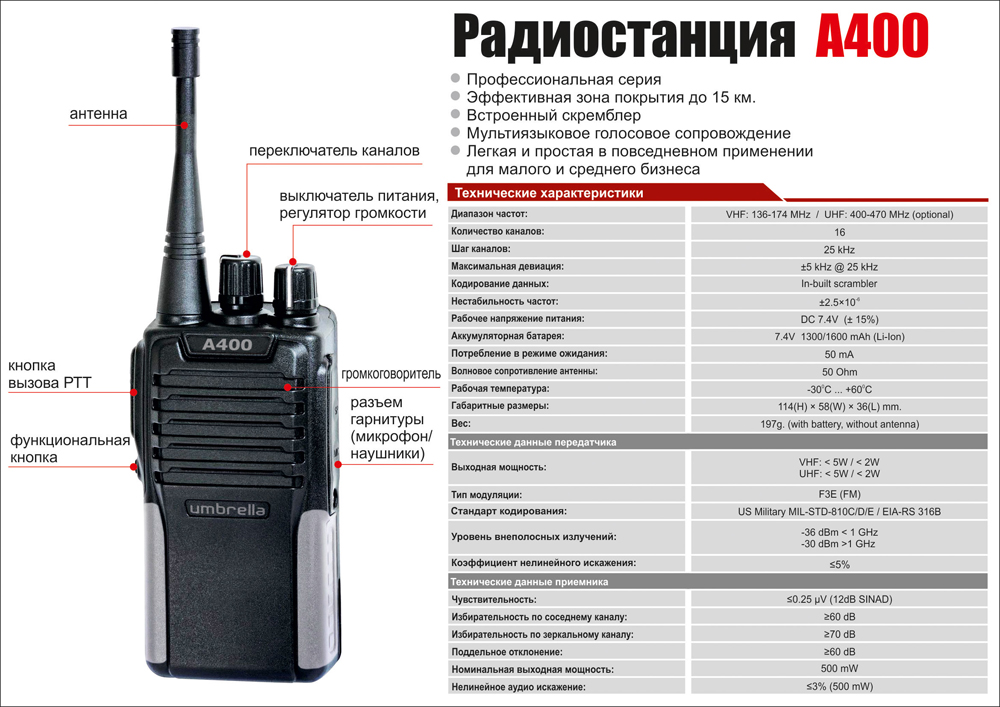 Радиостанция А400
Профессиональная серия
Эффективная зона покрытия до 15 км.
Встроенный скремблер
Мультиязыковое голосовое сопровождение
Легкая и простая в повседневном применении
для малого и среднего бизнеса
антенна
переключатель каналов
выключатель питания,
регулятор громкости
кнопка
вызова РТТ
функциональная
кнопка
громкоговоритель
разъем
гарнитуры
(микрофон/
наушники)
A400
umbrella
Технические характеристики
Диапазон частот: VHF: 136-174 MHz / UHF: 400-470 MHz (optional)
Количество каналов: 16
Шаг каналов: 25 kHz
Максимальная девиация: ±5 kHz @ 25 kHz
Кодирование данных: In-built scrambler
Нестабильность частот: ±2.5×10⁻⁶
Рабочее напряжение питания: DC 7.4V (± 15%)
Аккумуляторная батарея: 7.4V 1300/1600 mAh (Li-Ion)
Потребление в режиме ожидания: 50 mA
Волновое сопротивление антенны: 50 Ohm
Рабочая температура: -30°C ... +60°C
Габаритные размеры: 114(H) × 58(W) × 36(L) mm.
Вес: 197g. (with battery, without antenna)
Технические данные передатчика
Выходная мощность: VHF: < 5W / < 2W
UHF: < 5W / < 2W
Тип модуляции: F3E (FM)
Стандарт кодирования: US Military MIL-STD-810C/D/E / EIA-RS 316B
Уровень внеполосных излучений: -36 dBm < 1 GHz
-30 dBm >1 GHz
Коэффициент нелинейного искажения: ≤5%
Технические данные приемника
Чувствительность: ≤0.25 μV (12dB SINAD)
Избирательность по соседнему каналу: ≥60 dB
Избирательность по зеркальному каналу: ≥70 dB
Поддельное отклонение: ≥60 dB
Номинальная выходная мощность: 500 mW
Нелинейное аудио искажение: ≤3% (500 mW)